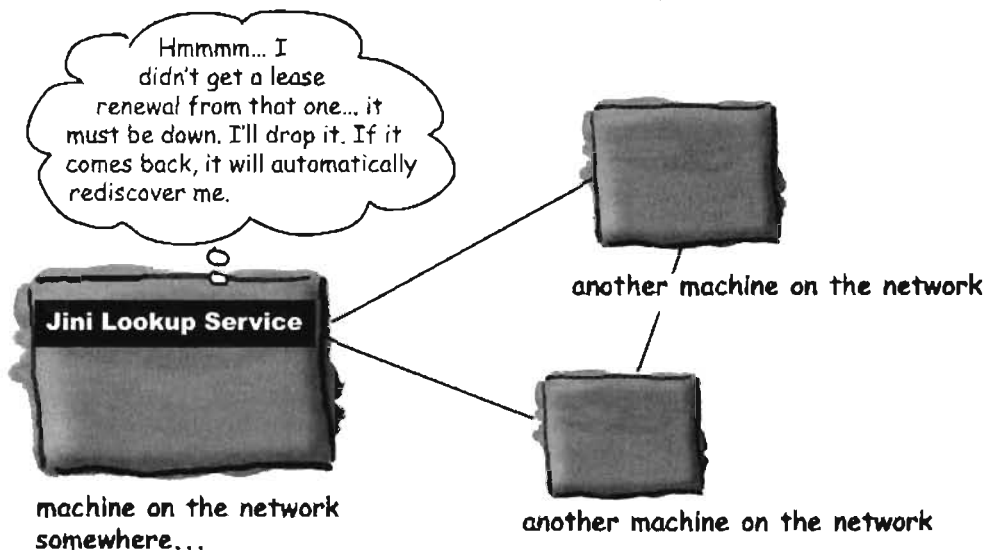 Hmmmm... I
didn't get a lease
renewal from that one... it
must be down. I'll drop it. If it
comes back, it will automatically
rediscover me.
another machine on the network
Jini Lookup Service
machine on the network
somewhere...
another machine on the network